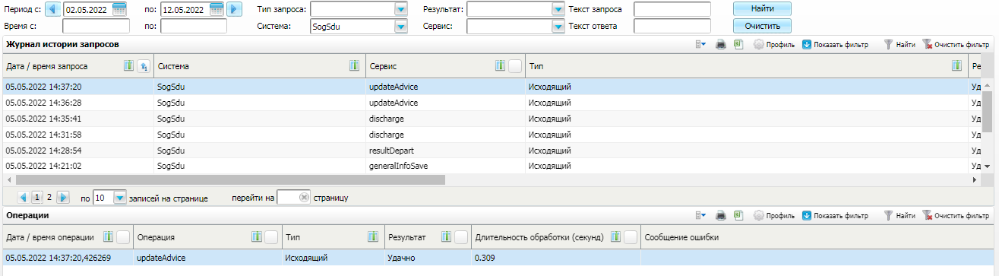 Период с: 02.05.2022 по: 12.05.2022 Тип запроса: Результат: Текст запроса Найти
Время с: по: Система: SogSdu Сервис: Текст ответа Очистить
Журнал истории запросов Профиль Показать фильтр Найти Очистить фильтр
Дата / время запроса Система Сервис Тип Ре
05.05.2022 14:37:20 SogSdu updateAdvice Исходящий Уд
05.05.2022 14:36:28 SogSdu updateAdvice Исходящий Уд
05.05.2022 14:35:41 SogSdu discharge Исходящий Уд
05.05.2022 14:31:58 SogSdu discharge Исходящий Уд
05.05.2022 14:28:54 SogSdu resultDepart Исходящий Уд
05.05.2022 14:21:02 SogSdu generalInfoSave Исходящий Уд
1 2 по 10 записей на странице перейти на страницу
Операции Профиль Показать фильтр Найти Очистить фильтр
Дата / время операции Операция Тип Результат Длительность обработки (секунд) Сообщение ошибки
05.05.2022 14:37:20,426269 updateAdvice Исходящий Удачно 0.309